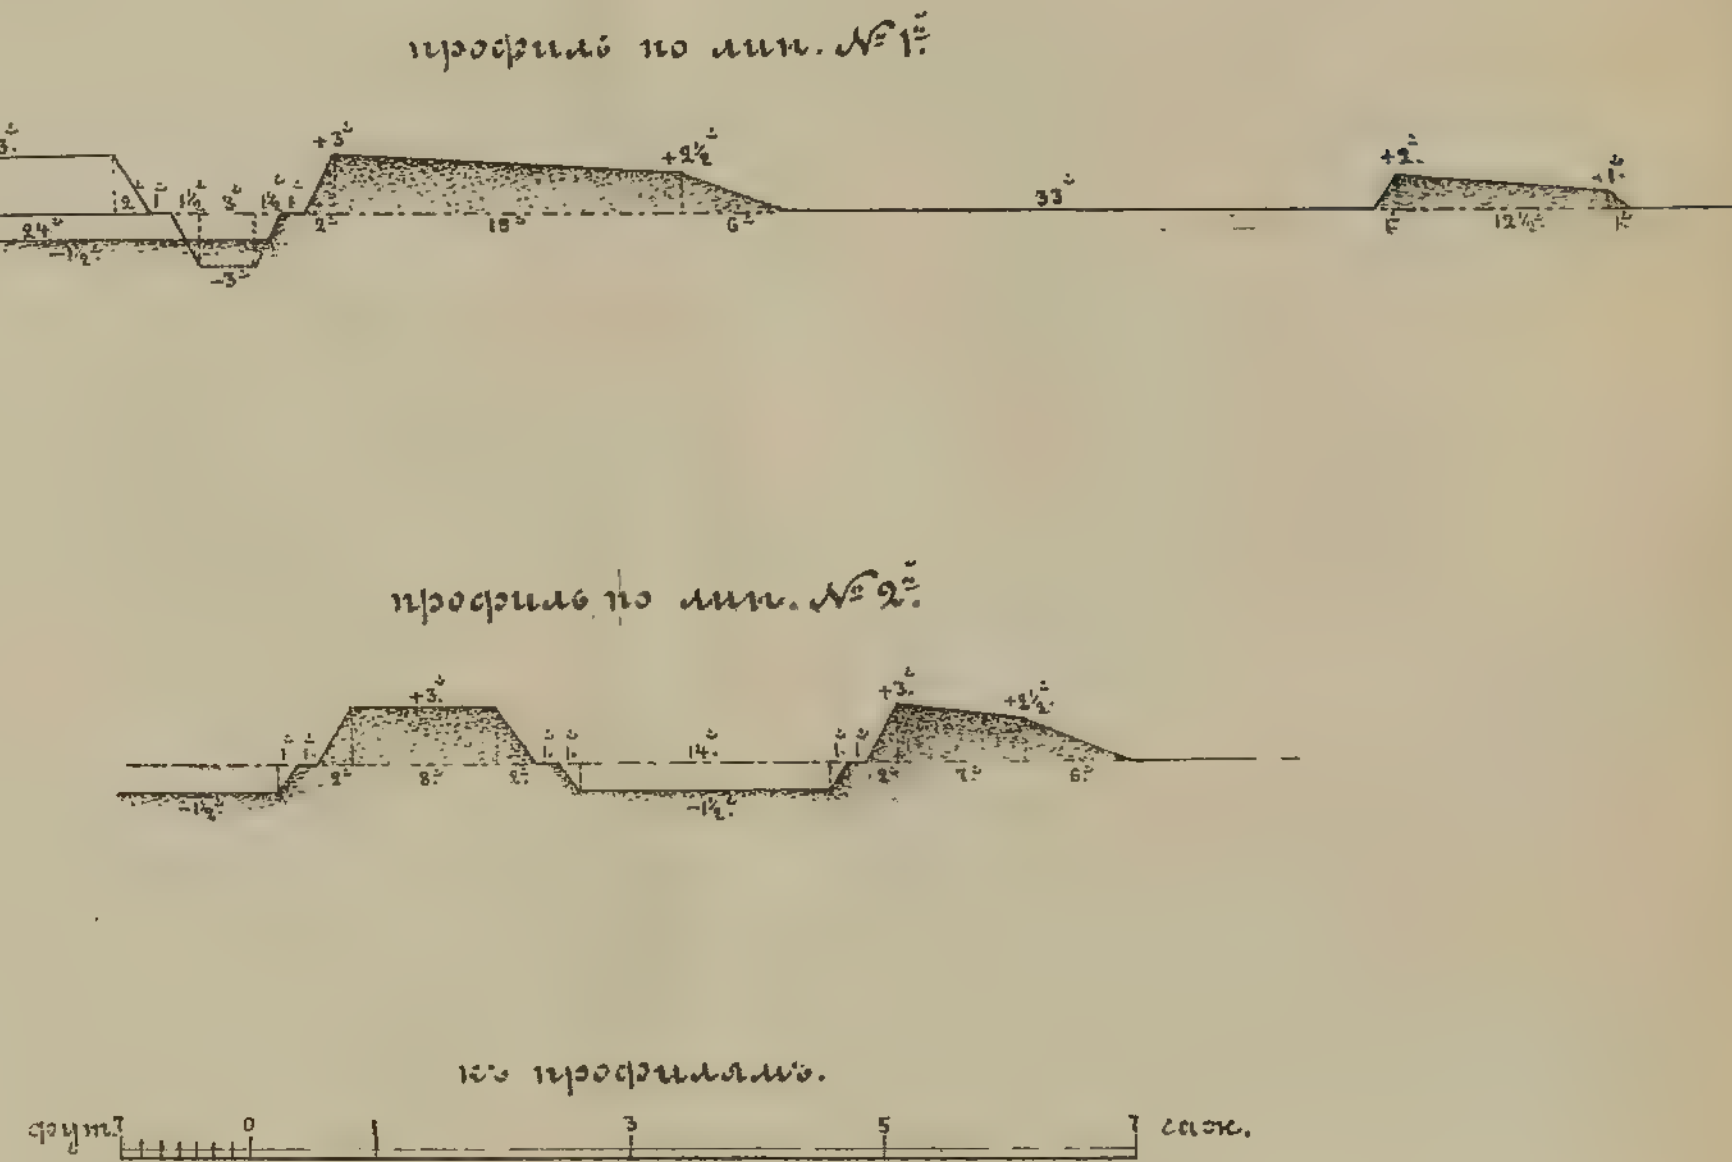 профиль по лин. № 1й.
3. +3 +2½ +2. +1.
2 1 1½ 3 1½ 1 33
24 2 18 6 1 12½ 1
-1½
-3
профиль по лин. № 2й.
+3. +3. +2½.
1 1 1. 1. 14. 1. 1
2 8 2 2 7 6
-1½ -1½
къ профилямъ.
фут. 7 0 1 3 5 7 саж.